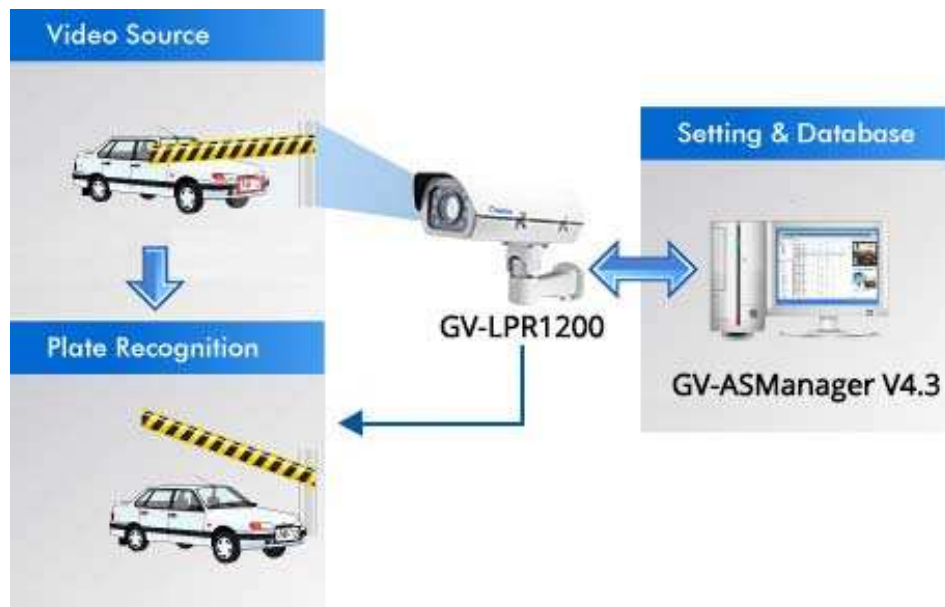 Video Source
Setting & Database
GV-LPR1200
Plate Recognition
GV-ASManager V4.3